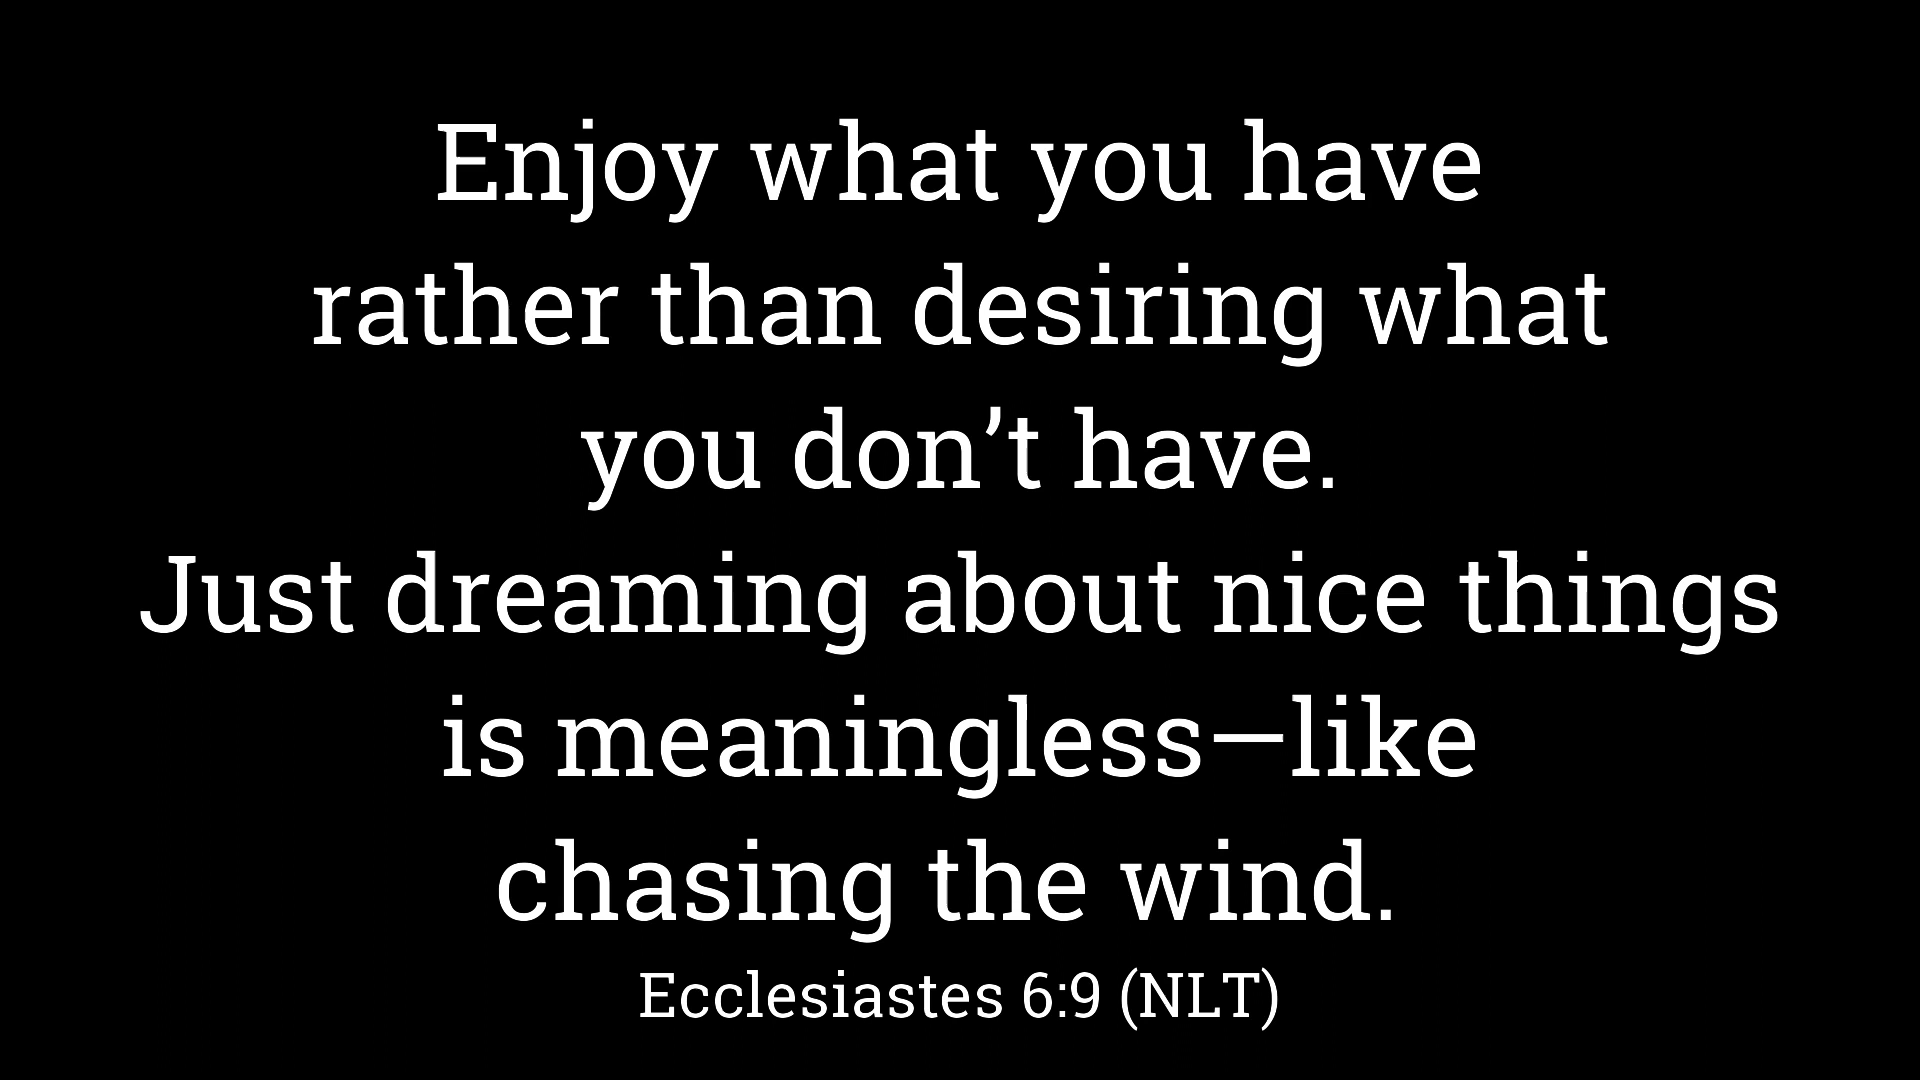 Enjoy what you have
rather than desiring what
you don’t have.
Just dreaming about nice things
is meaningless—like
chasing the wind.
Ecclesiastes 6:9 (NLT)